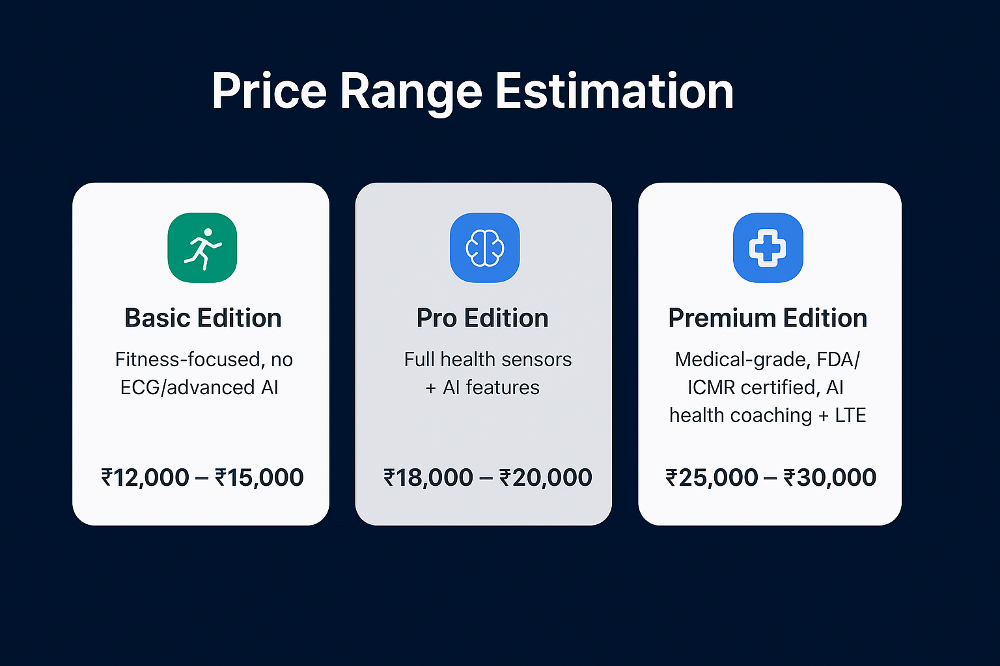 Price Range Estimation
Basic Edition
Fitness-focused, no
ECG/advanced AI
₹12,000 – ₹15,000
Pro Edition
Full health sensors
+ AI features
₹18,000 – ₹20,000
Premium Edition
Medical-grade, FDA/
ICMR certified, AI
health coaching + LTE
₹25,000 – ₹30,000